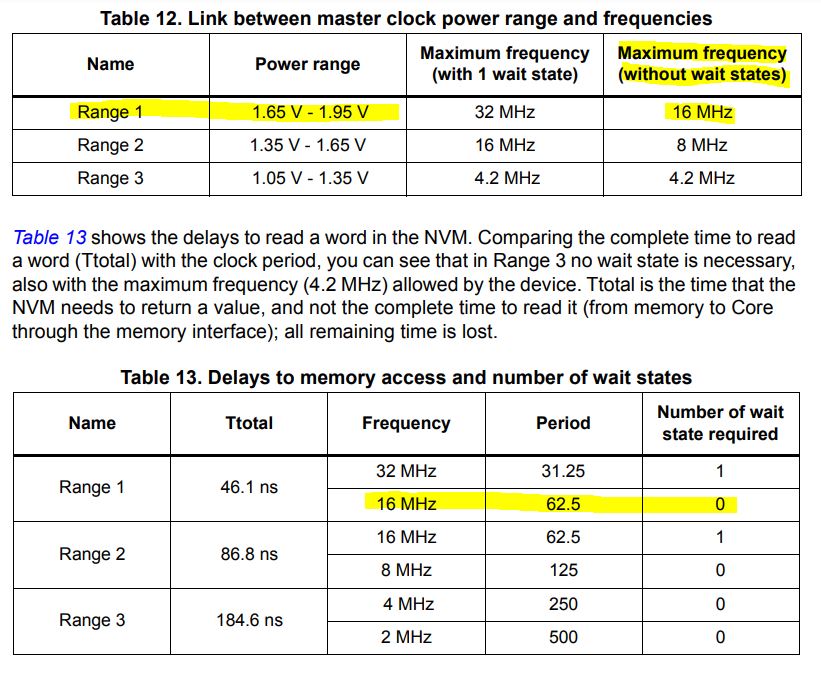 Table 12. Link between master clock power range and frequencies
Name Power range Maximum frequency (with 1 wait state) Maximum frequency (without wait states)
Range 1 1.65 V - 1.95 V 32 MHz 16 MHz
Range 2 1.35 V - 1.65 V 16 MHz 8 MHz
Range 3 1.05 V - 1.35 V 4.2 MHz 4.2 MHz
Table 13 shows the delays to read a word in the NVM. Comparing the complete time to read
a word (Ttotal) with the clock period, you can see that in Range 3 no wait state is necessary,
also with the maximum frequency (4.2 MHz) allowed by the device. Ttotal is the time that the
NVM needs to return a value, and not the complete time to read it (from memory to Core
through the memory interface); all remaining time is lost.
Table 13. Delays to memory access and number of wait states
Name Ttotal Frequency Period Number of wait state required
Range 1 46.1 ns 32 MHz 31.25 1
16 MHz 62.5 0
Range 2 86.8 ns 16 MHz 62.5 1
8 MHz 125 0
Range 3 184.6 ns 4 MHz 250 0
2 MHz 500 0